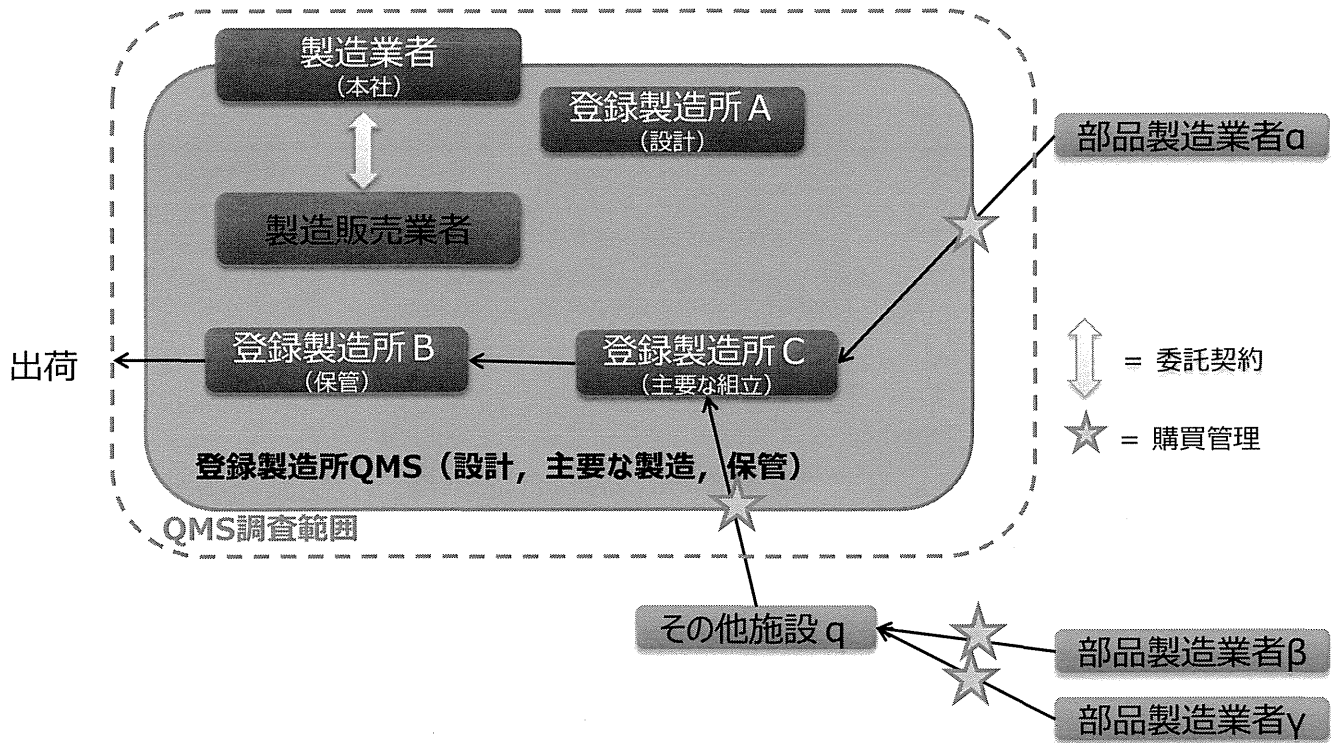 製造業者
(本社)
登録製造所A
(設計)
部品製造業者α
製造販売業者
出荷
登録製造所B
(保管)
登録製造所C
(主要な組立)
= 委託契約
= 購買管理
登録製造所QMS(設計,主要な製造,保管)
QMS調査範囲
その他施設q
部品製造業者β
部品製造業者γ